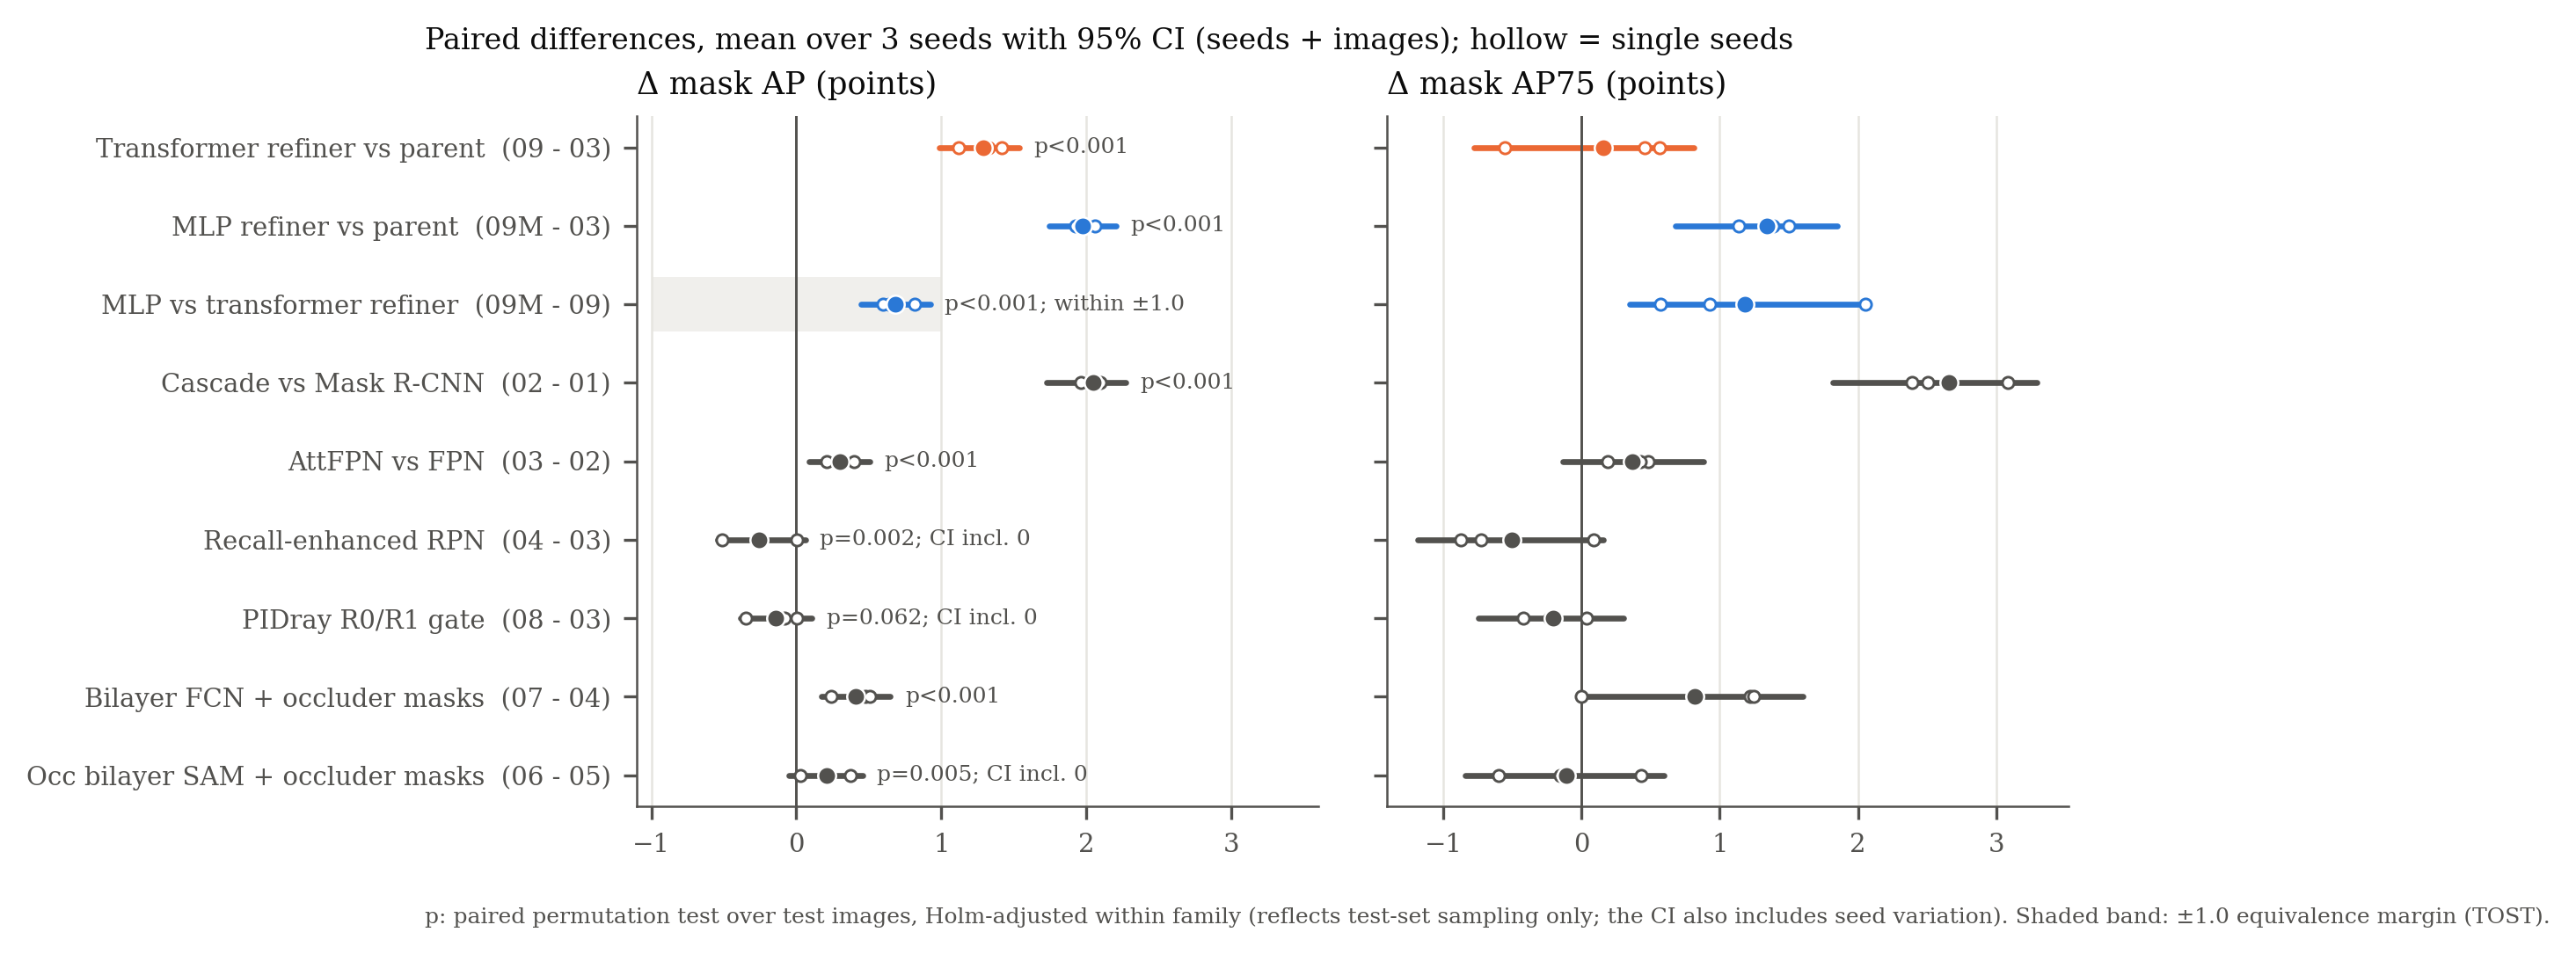 Paired differences, mean over 3 seeds with 95% CI (seeds + images); hollow = single seeds
Δ mask AP (points)
Δ mask AP75 (points)
Transformer refiner vs parent (09 - 03)
p<0.001
MLP refiner vs parent (09M - 03)
p<0.001
MLP vs transformer refiner (09M - 09)
p<0.001; within ±1.0
Cascade vs Mask R-CNN (02 - 01)
p<0.001
AttFPN vs FPN (03 - 02)
p<0.001
Recall-enhanced RPN (04 - 03)
p=0.002; CI incl. 0
PIDray R0/R1 gate (08 - 03)
p=0.062; CI incl. 0
Bilayer FCN + occluder masks (07 - 04)
p<0.001
Occ bilayer SAM + occluder masks (06 - 05)
p=0.005; CI incl. 0
−1 0 1 2 3
−1 0 1 2 3
p: paired permutation test over test images, Holm-adjusted within family (reflects test-set sampling only; the CI also includes seed variation). Shaded band: ±1.0 equivalence margin (TOST).